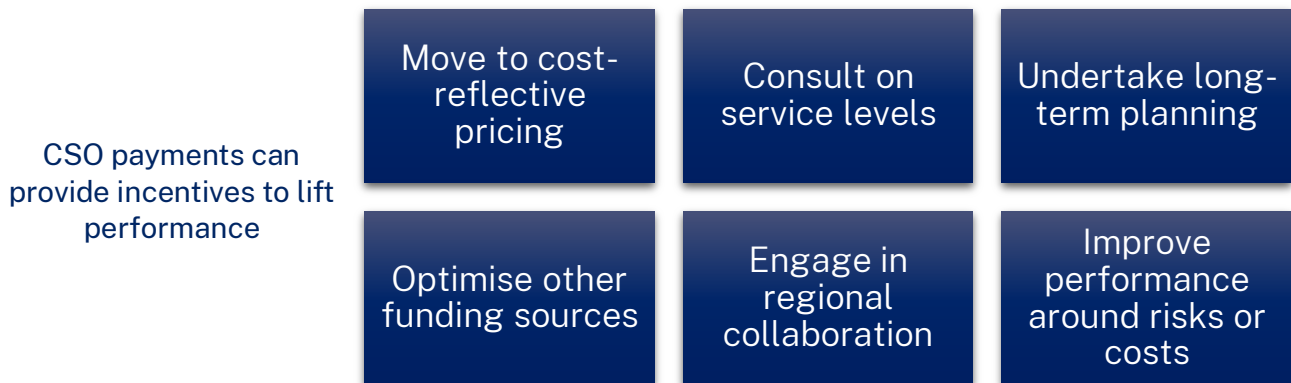 CSO payments can
provide incentives to lift
performance
Move to cost-
reflective
pricing
Consult on
service levels
Undertake long-
term planning
Optimise other
funding sources
Engage in
regional
collaboration
Improve
performance
around risks or
costs